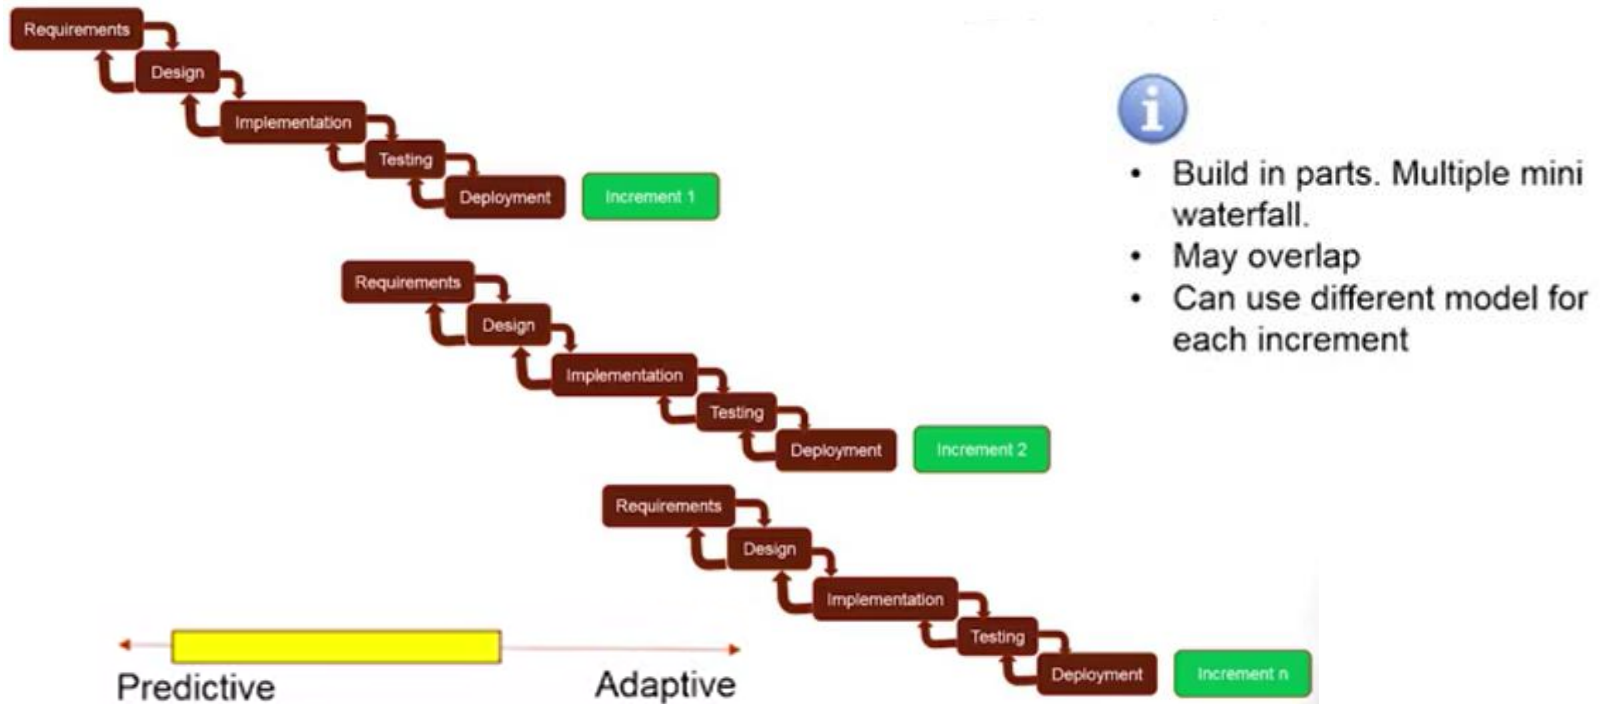 Requirements
Design
Implementation
Testing
Deployment
Increment 1
Requirements
Design
Implementation
Testing
Deployment
Increment 2
Requirements
Design
Implementation
Testing
Deployment
Increment n
i
• Build in parts. Multiple mini
waterfall.
• May overlap
• Can use different model for
each increment
Predictive
Adaptive